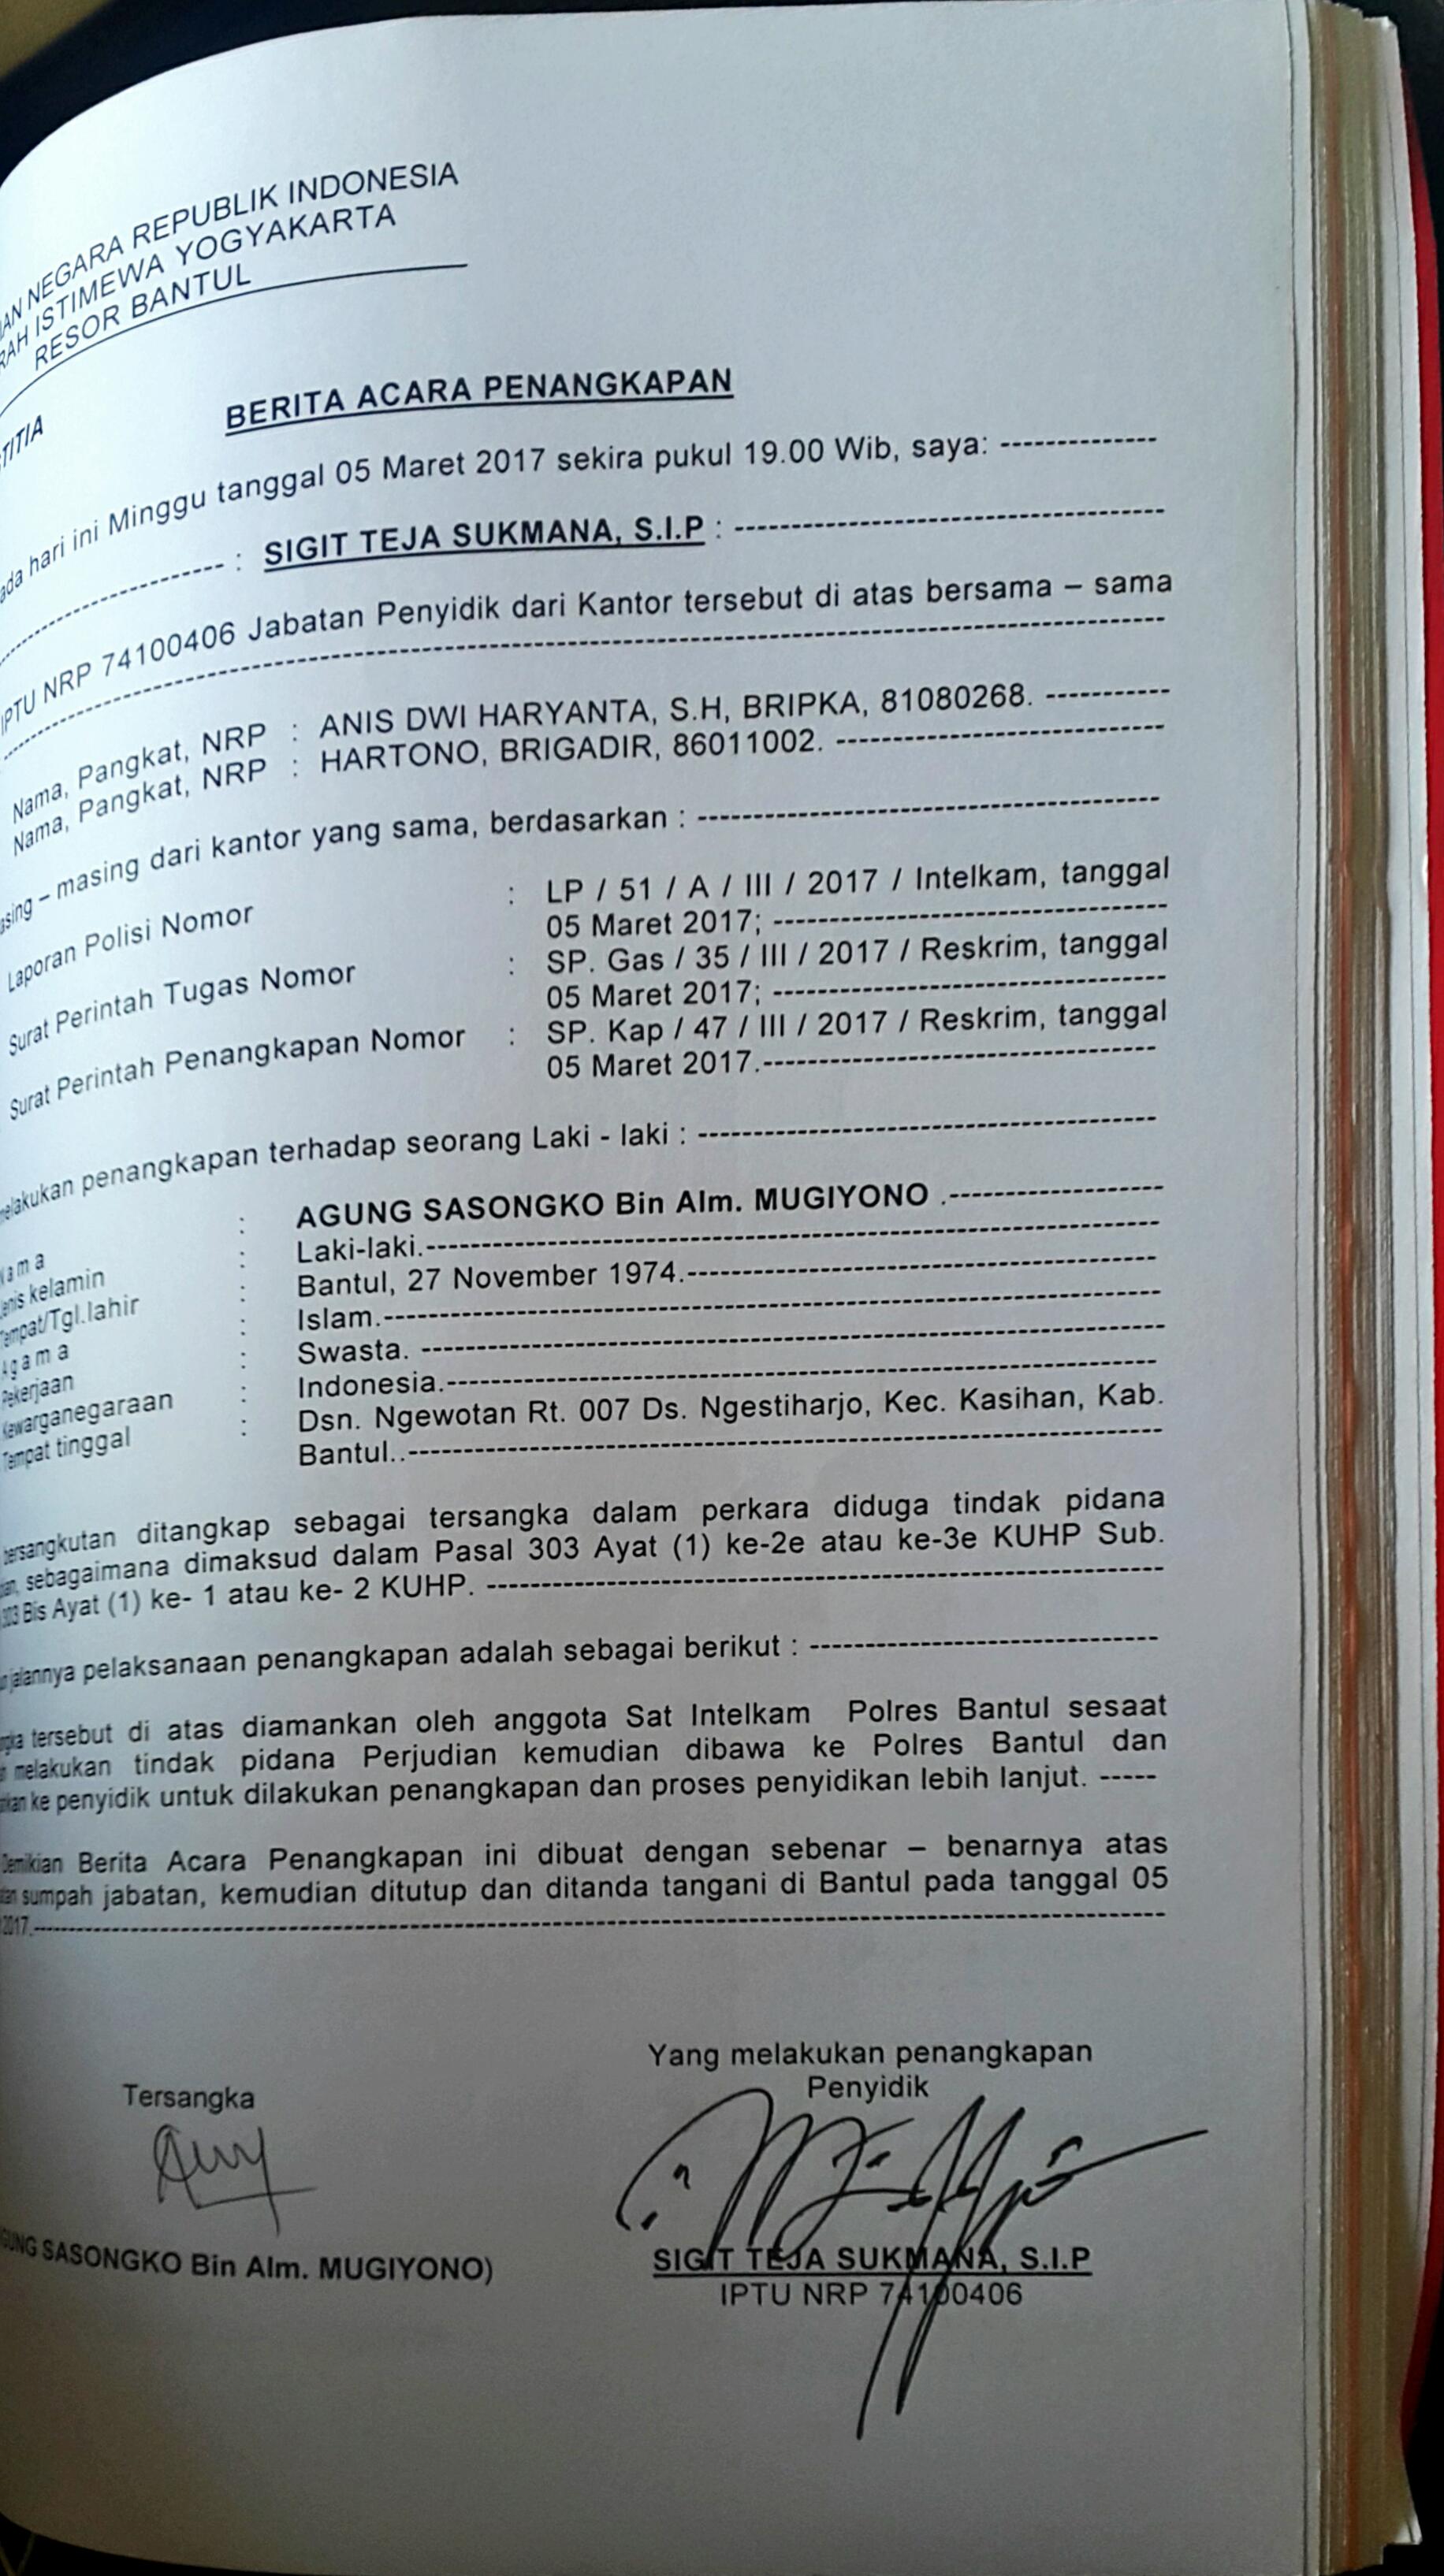 NEGARA REPUBLIK INDONESIA
ISTIMEWA YOGYAKARTA
RESOR BANTUL
BERITA ACARA PENANGKAPAN
hari ini Minggu tanggal 05 Maret 2017 sekira pukul 19.00 Wib, saya: --------------
-------------------- : SIGIT TEJA SUKMANA, S.I.P : ----------------------------------------
IPTU NRP 74100406 Jabatan Penyidik dari Kantor tersebut di atas bersama – sama
----------------------------------------------------------------
Nama, Pangkat, NRP : ANIS DWI HARYANTA, S.H, BRIPKA, 81080268. -----------
Nama, Pangkat, NRP : HARTONO, BRIGADIR, 86011002. -----------------------------
– masing dari kantor yang sama, berdasarkan : -----------------------------------------
Laporan Polisi Nomor : LP / 51 / A / III / 2017 / Intelkam, tanggal
05 Maret 2017; -----------------------------------
Surat Perintah Tugas Nomor : SP. Gas / 35 / III / 2017 / Reskrim, tanggal
05 Maret 2017; -----------------------------------
Surat Perintah Penangkapan Nomor : SP. Kap / 47 / III / 2017 / Reskrim, tanggal
05 Maret 2017.-----------------------------------
melakukan penangkapan terhadap seorang Laki - laki : -----------------------------------------
N a m a : AGUNG SASONGKO Bin Alm. MUGIYONO .-------------------
Jenis kelamin : Laki-laki.----------------------------------------------------------------
Tempat/Tgl.lahir : Bantul, 27 November 1974.------------------------------------------
A g a m a : Islam.----------------------------------------------------------------
Pekerjaan : Swasta. ----------------------------------------------------------------
Kewarganegaraan : Indonesia.----------------------------------------------------------------
Tempat tinggal : Dsn. Ngewotan Rt. 007 Ds. Ngestiharjo, Kec. Kasihan, Kab.
Bantul..----------------------------------------------------------------
bersangkutan ditangkap sebagai tersangka dalam perkara diduga tindak pidana
sebagaimana dimaksud dalam Pasal 303 Ayat (1) ke-2e atau ke-3e KUHP Sub.
303 Bis Ayat (1) ke- 1 atau ke- 2 KUHP. -------------------------------------------------------------
jalannya pelaksanaan penangkapan adalah sebagai berikut : -------------------------------
tersebut di atas diamankan oleh anggota Sat Intelkam Polres Bantul sesaat
melakukan tindak pidana Perjudian kemudian dibawa ke Polres Bantul dan
ke penyidik untuk dilakukan penangkapan dan proses penyidikan lebih lanjut. -----
Demikian Berita Acara Penangkapan ini dibuat dengan sebenar – benarnya atas
sumpah jabatan, kemudian ditutup dan ditanda tangani di Bantul pada tanggal 05
2017.----------------------------------------------------------------
Yang melakukan penangkapan
Tersangka Penyidik
SASONGKO Bin Alm. MUGIYONO) SIGIT TEJA SUKMANA, S.I.P
IPTU NRP 74100406